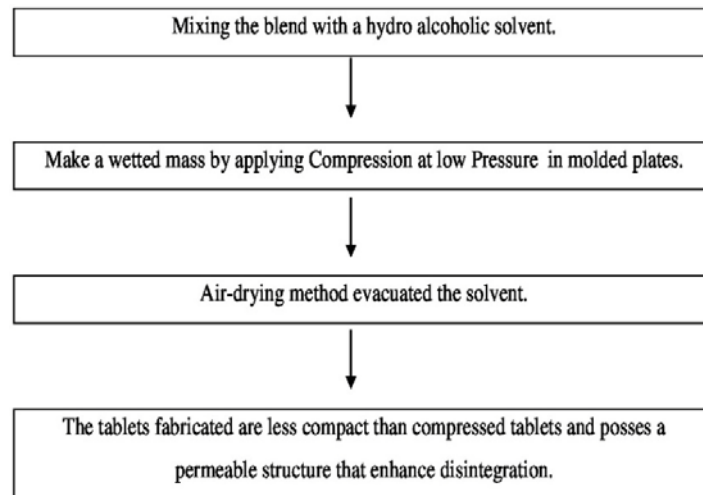 Mixing the blend with a hydro alcoholic solvent.
Make a wetted mass by applying Compression at low Pressure in molded plates.
Air-drying method evacuated the solvent.
The tablets fabricated are less compact than compressed tablets and posses a
permeable structure that enhance disintegration.